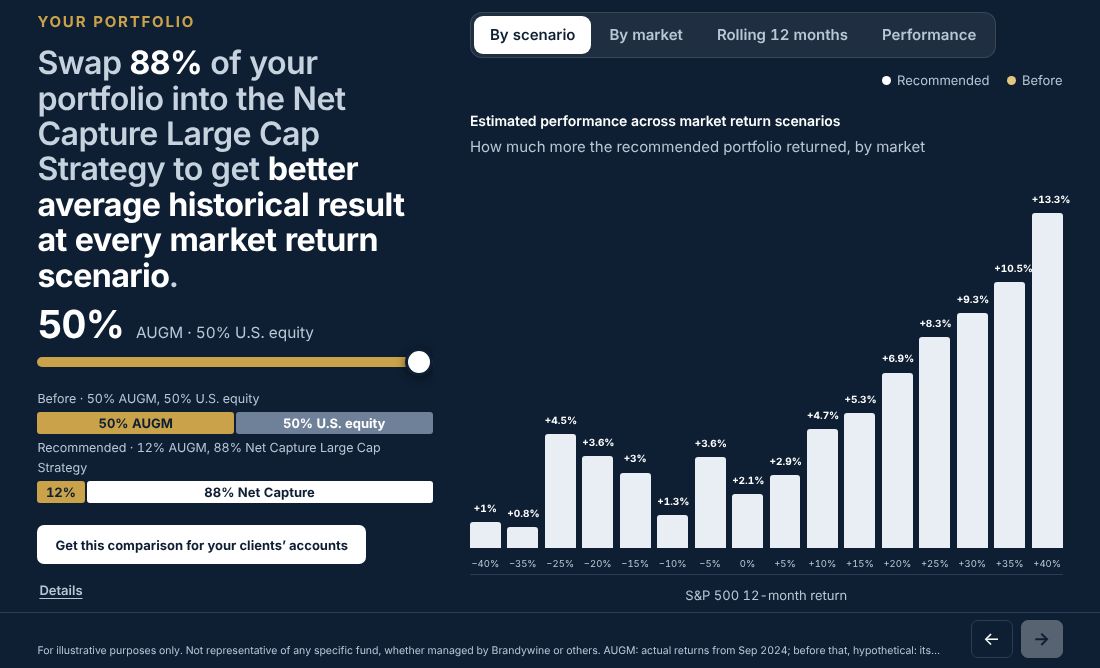 YOUR PORTFOLIO
Swap 88% of your
portfolio into the Net
Capture Large Cap
Strategy to get better
average historical result
at every market return
scenario.
50% AUGM · 50% U.S. equity
Before · 50% AUGM, 50% U.S. equity
50% AUGM 50% U.S. equity
Recommended · 12% AUGM, 88% Net Capture Large Cap
Strategy
12% 88% Net Capture
Get this comparison for your clients’ accounts
Details
By scenario By market Rolling 12 months Performance
Recommended Before
Estimated performance across market return scenarios
How much more the recommended portfolio returned, by market
+1% +0.8% +4.5% +3.6% +3% +1.3% +3.6% +2.1% +2.9% +4.7% +5.3% +6.9% +8.3% +9.3% +10.5% +13.3%
−40% −35% −25% −20% −15% −10% −5% 0% +5% +10% +15% +20% +25% +30% +35% +40%
S&P 500 12-month return
For illustrative purposes only. Not representative of any specific fund, whether managed by Brandywine or others. AUGM: actual returns from Sep 2024; before that, hypothetical: its…
← →